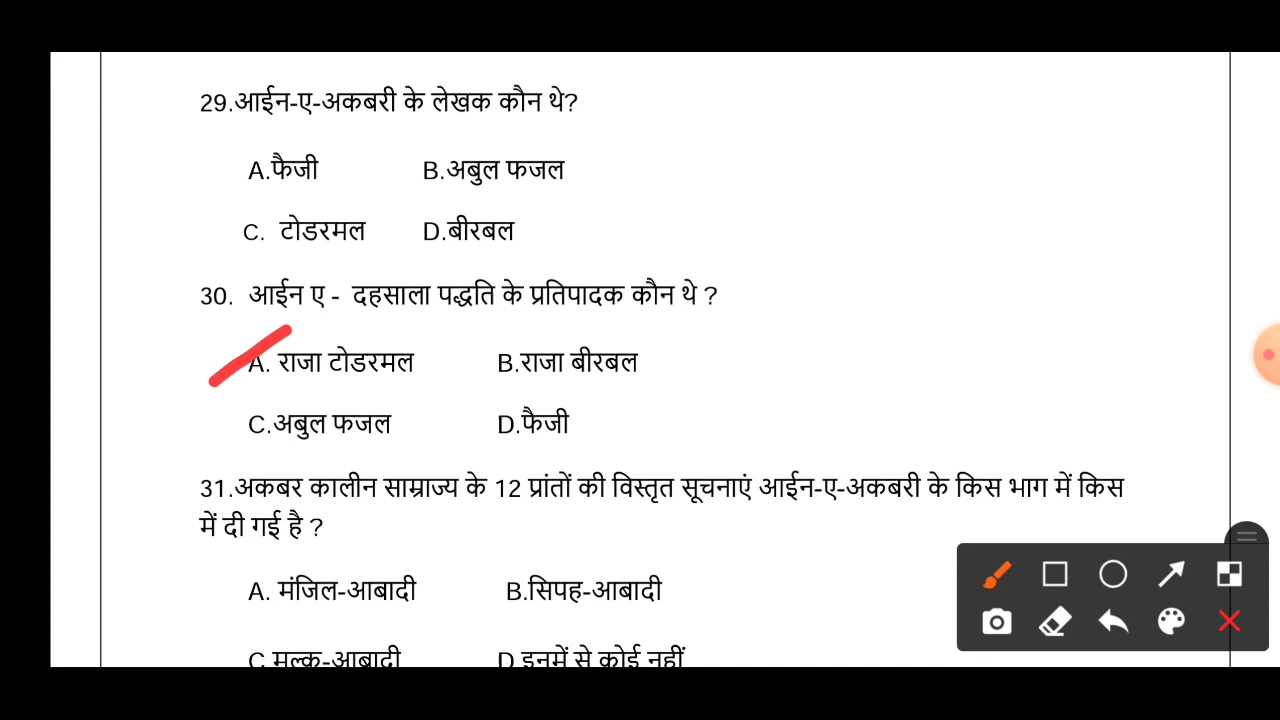 29.आईन-ए-अकबरी के लेखक कौन थे?
A.फैजी B.अबुल फजल
C. टोडरमल D.बीरबल
30. आईन ए - दहसाला पद्धति के प्रतिपादक कौन थे ?
A. राजा टोडरमल B.राजा बीरबल
C.अबुल फजल D.फैजी
31.अकबर कालीन साम्राज्य के 12 प्रांतों की विस्तृत सूचनाएं आईन-ए-अकबरी के किस भाग में किस
में दी गई है ?
A. मंजिल-आबादी B.सिपह-आबादी
C मुल्क-आबादी D इनमें से कोई नहीं